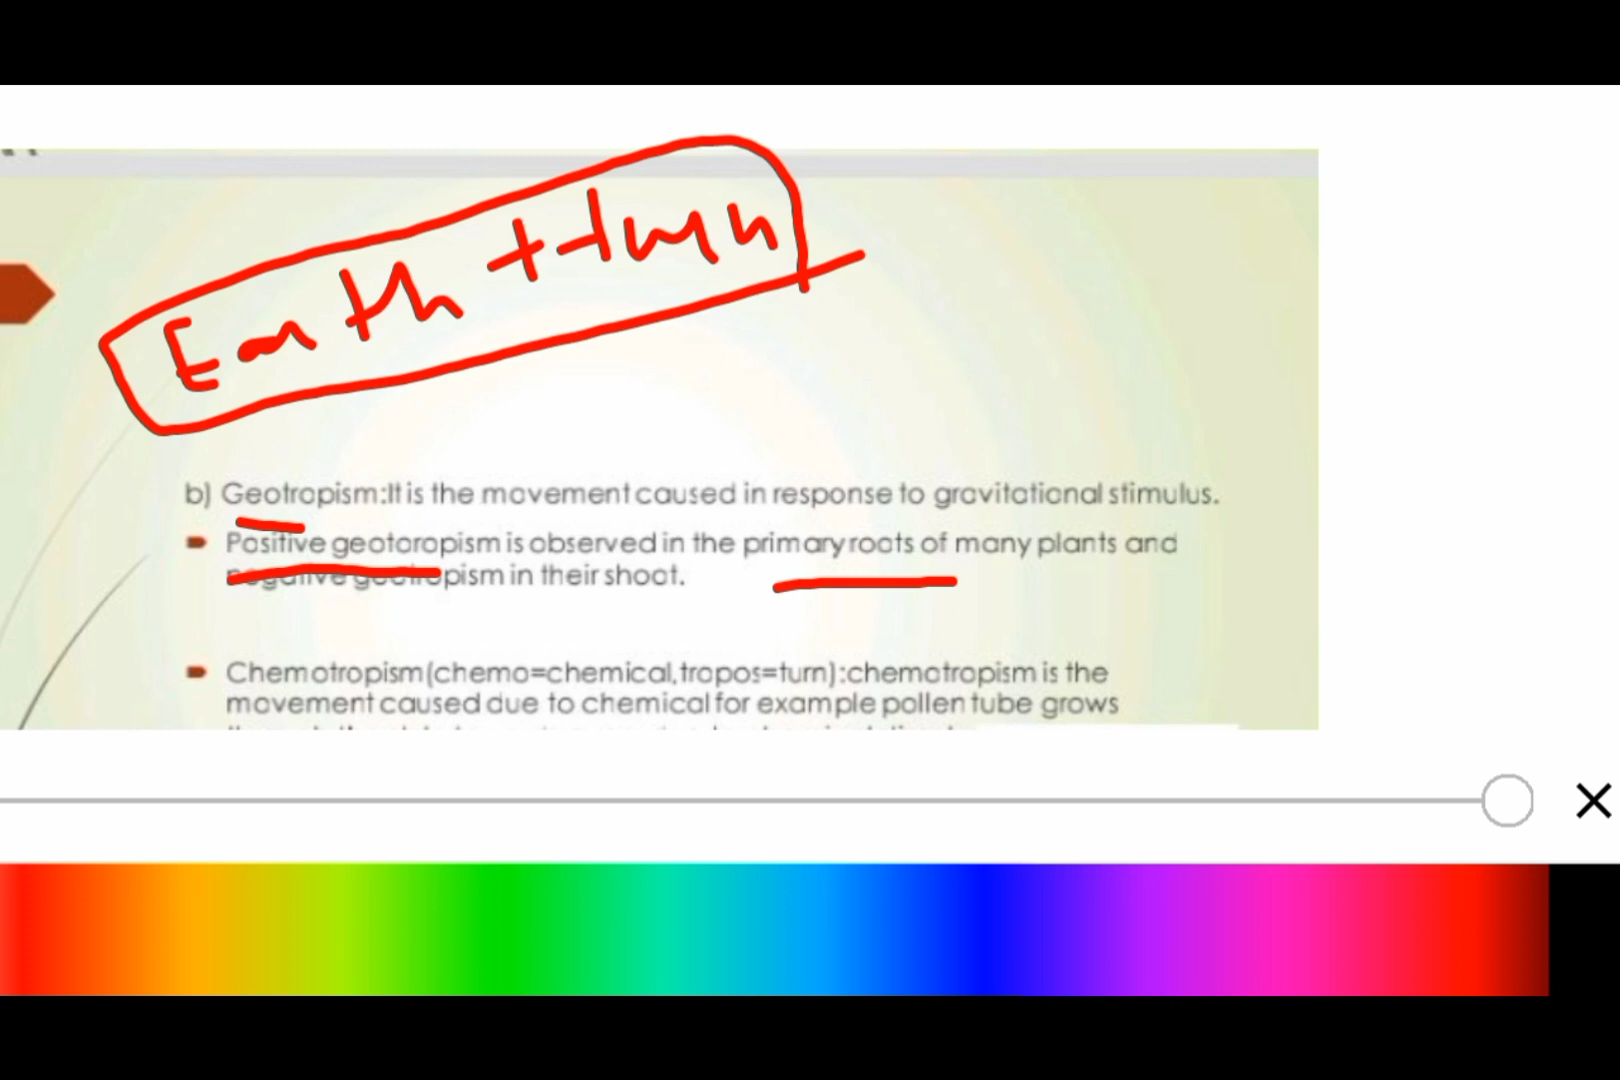 Earth + turn
b) Geotropism:It is the movement caused in response to gravitational stimulus.
Positive geotoropism is observed in the primary roots of many plants and
negative geotropism in their shoot.
Chemotropism(chemo=chemical,tropos=turn):chemotropism is the
movement caused due to chemical for example pollen tube grows